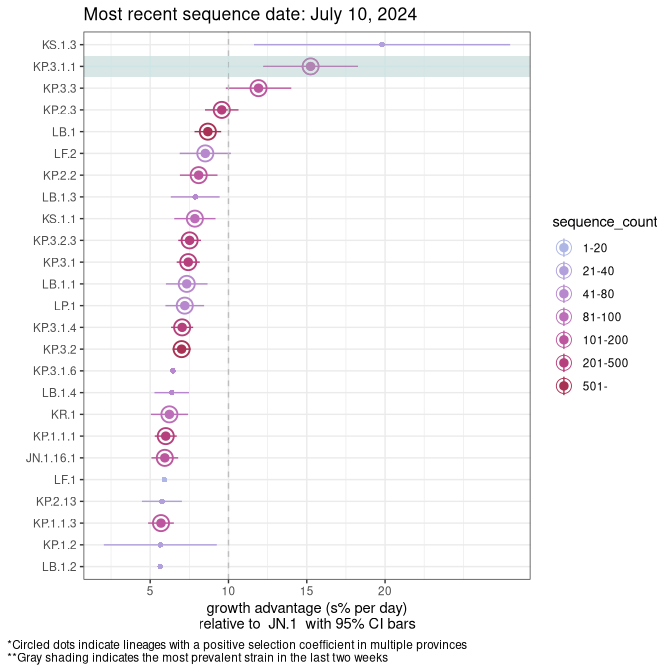 Most recent sequence date: July 10, 2024
KS.1.3
KP.3.1.1
KP.3.3
KP.2.3
LB.1
LF.2
KP.2.2
LB.1.3
KS.1.1
KP.3.2.3
KP.3.1
LB.1.1
LP.1
KP.3.1.4
KP.3.2
KP.3.1.6
LB.1.4
KR.1
KP.1.1.1
JN.1.16.1
LF.1
KP.2.13
KP.1.1.3
KP.1.2
LB.1.2
5 10 15 20
growth advantage (s% per day)
relative to JN.1 with 95% CI bars
sequence_count
1-20
21-40
41-80
81-100
101-200
201-500
501-
*Circled dots indicate lineages with a positive selection coefficient in multiple provinces
**Gray shading indicates the most prevalent strain in the last two weeks